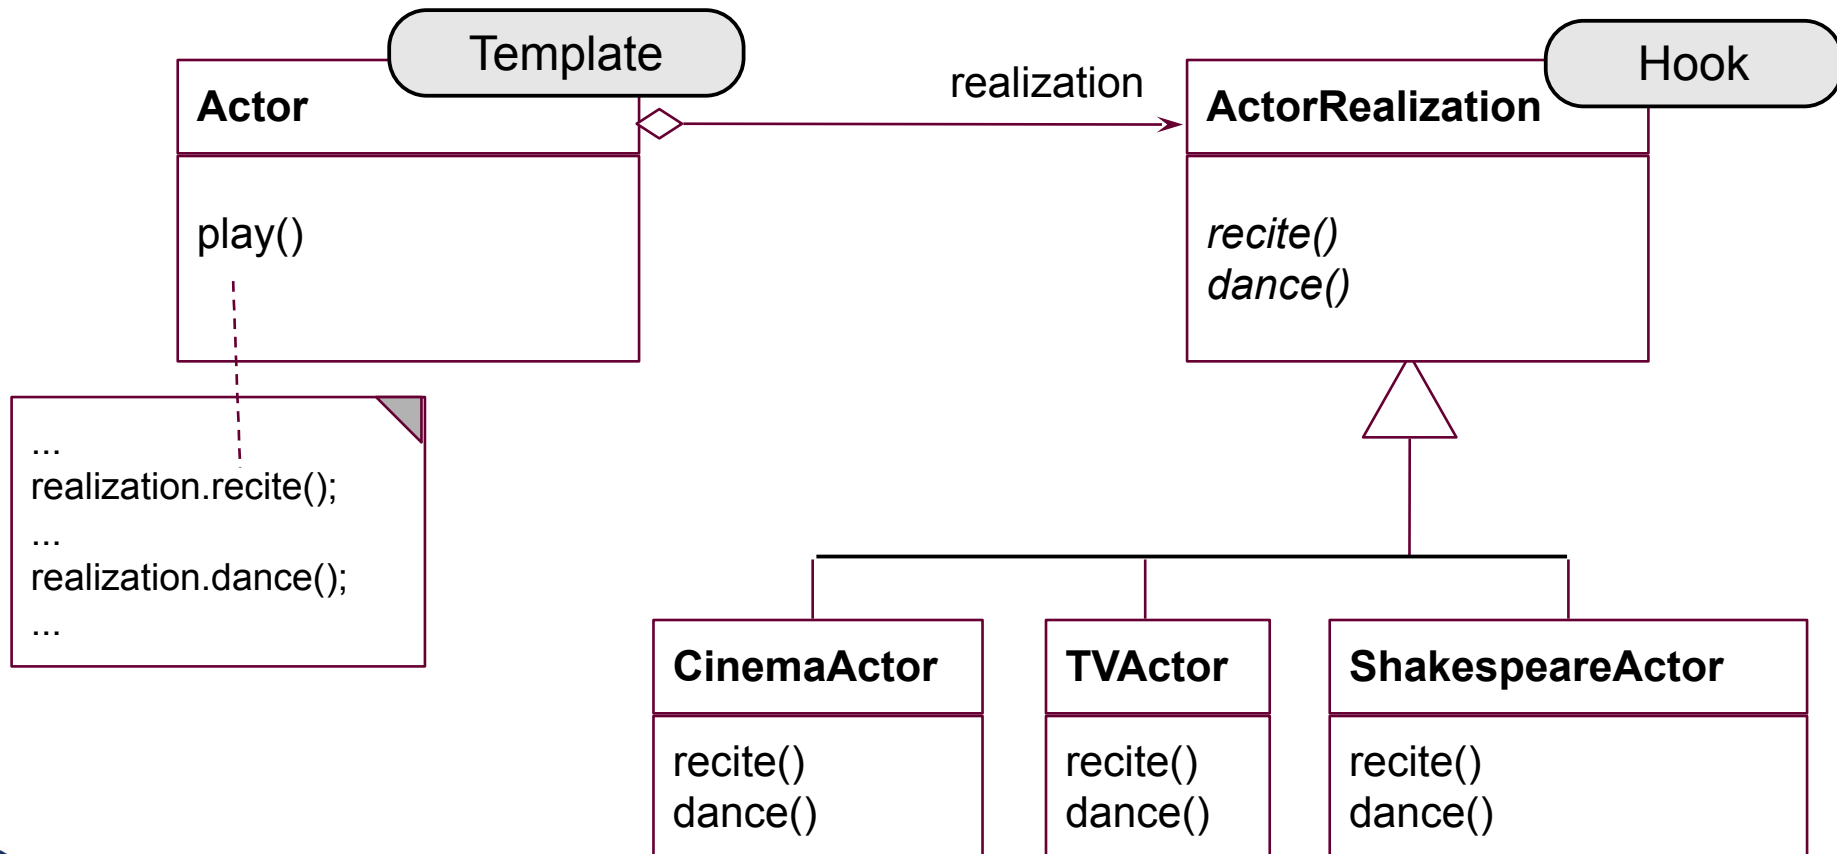 Template
Actor
play()
...
realization.recite();
...
realization.dance();
...
realization
Hook
ActorRealization
recite()
dance()
CinemaActor
recite()
dance()
TVActor
recite()
dance()
ShakespeareActor
recite()
dance()